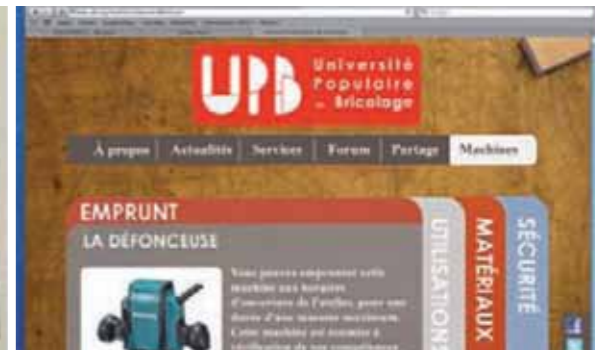 UPB
Université
Populaire
de Bricolage
À propos Actualités Services Forum Partage Machines
EMPRUNT
LA DÉFONCEUSE
Vous pouvez emprunter cette
machine aux horaires
d'ouverture de l'atelier, pour une
durée d'une semaine maximum.
Cette machine est soumise à
vérification de vos compétences
UTILISATIONS
MATÉRIAUX
SÉCURITÉ